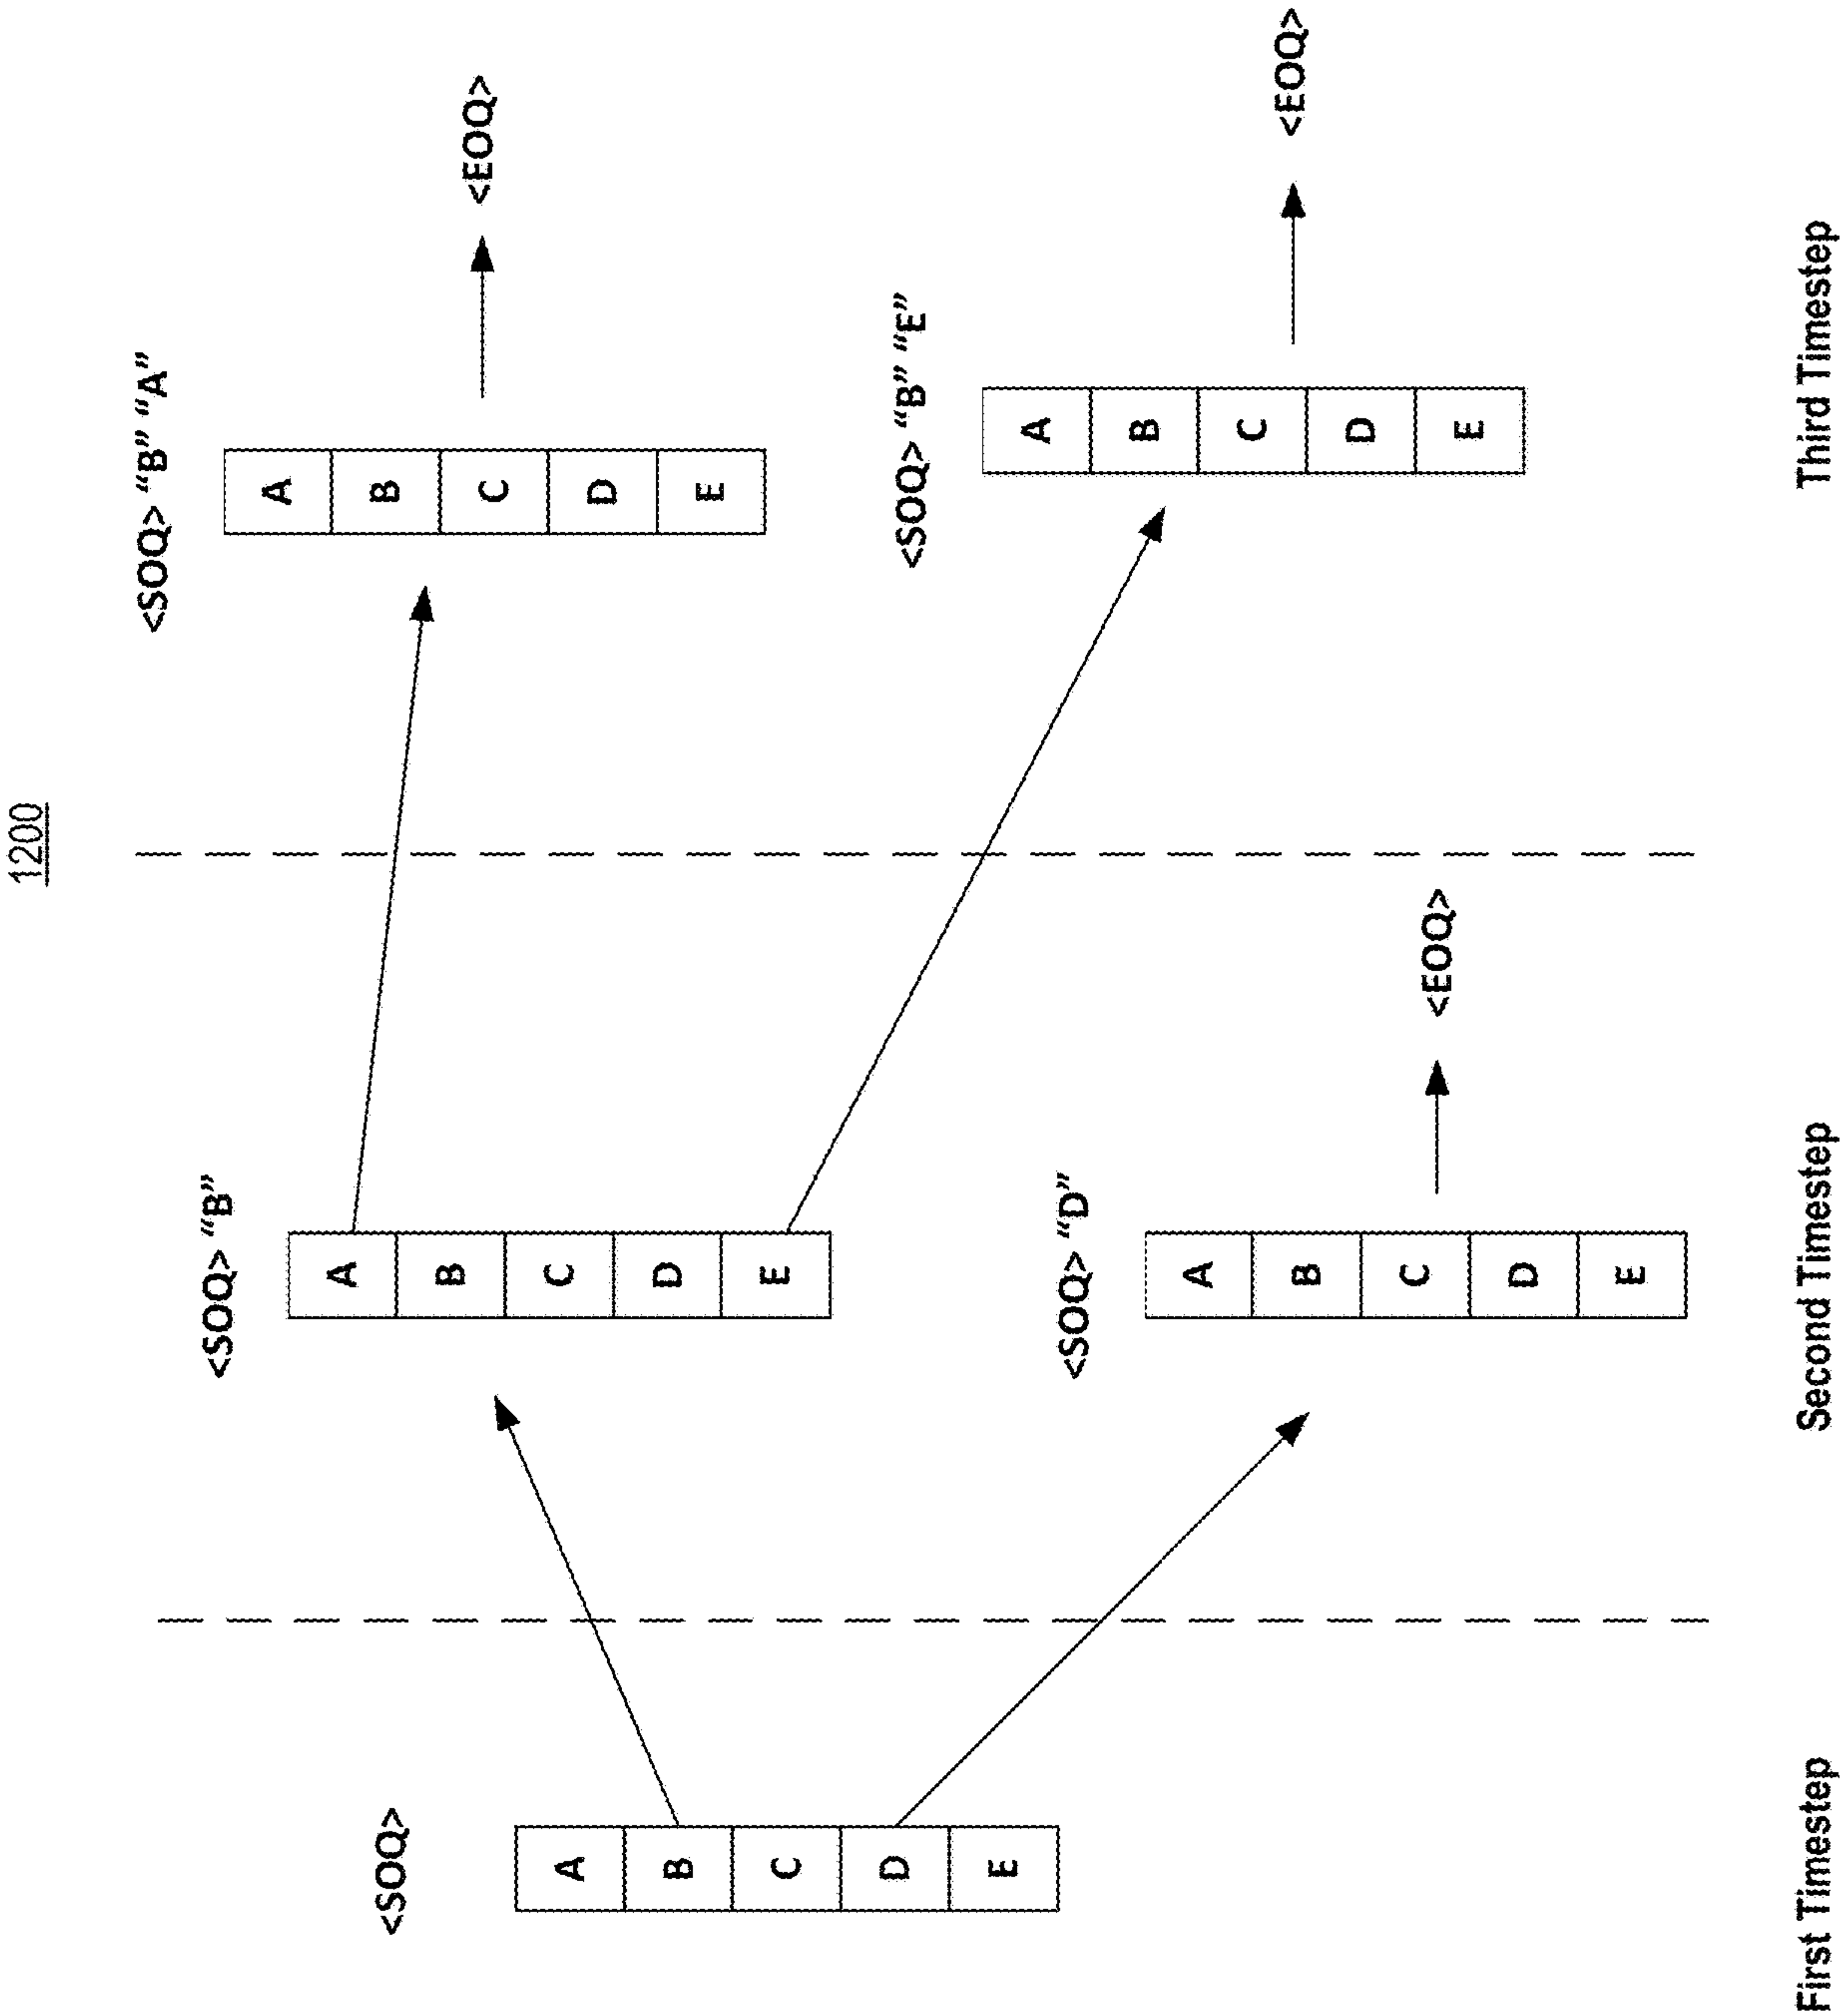 1200
<SOQ>
A
B
C
D
E
First Timestep
<SOQ> “B”
A
B
C
D
E
<SOQ> “D”
A
B
C
D
E
<EOQ>
Second Timestep
<SOQ> “B” “A”
A
B
C
D
E
<EOQ>
<SOQ> “B” “E”
A
B
C
D
E
<EOQ>
Third Timestep